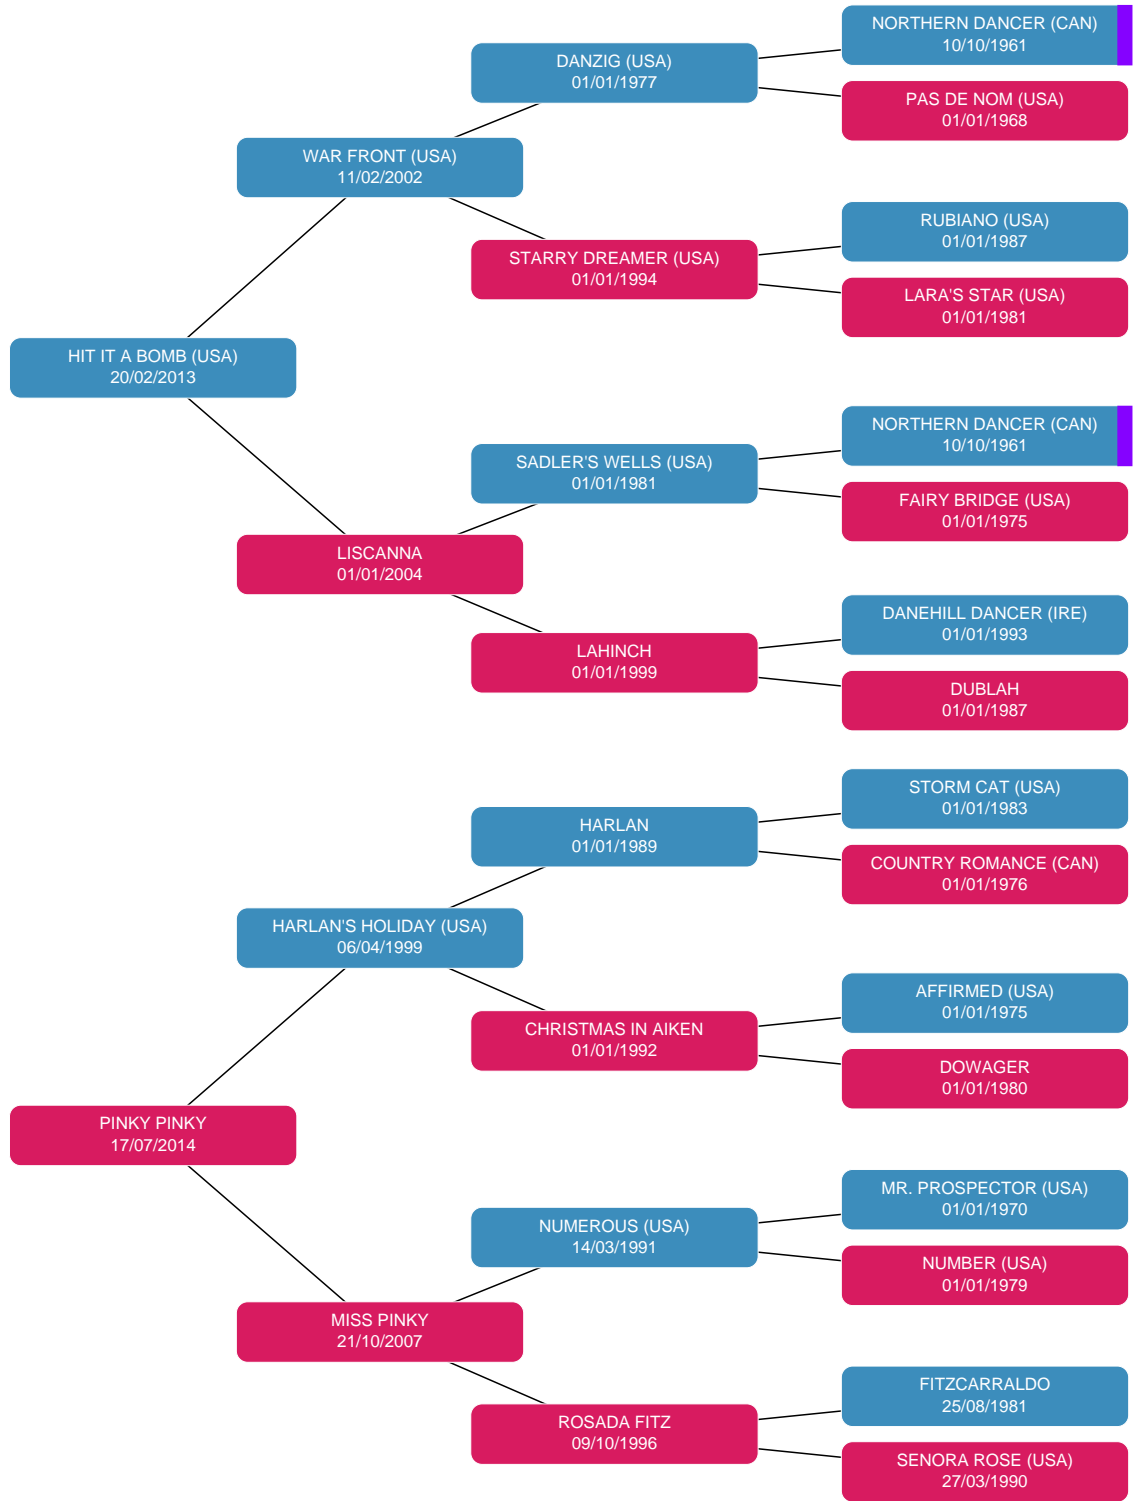 NORTHERN DANCER (CAN)
10/10/1961
DANZIG (USA)
01/01/1977
PAS DE NOM (USA)
01/01/1968
WAR FRONT (USA)
11/02/2002
RUBIANO (USA)
01/01/1987
STARRY DREAMER (USA)
01/01/1994
LARA'S STAR (USA)
01/01/1981
HIT IT A BOMB (USA)
20/02/2013
NORTHERN DANCER (CAN)
10/10/1961
SADLER'S WELLS (USA)
01/01/1981
FAIRY BRIDGE (USA)
01/01/1975
LISCANNA
01/01/2004
DANEHILL DANCER (IRE)
01/01/1993
LAHINCH
01/01/1999
DUBLAH
01/01/1987
STORM CAT (USA)
01/01/1983
HARLAN
01/01/1989
COUNTRY ROMANCE (CAN)
01/01/1976
HARLAN'S HOLIDAY (USA)
06/04/1999
AFFIRMED (USA)
01/01/1975
CHRISTMAS IN AIKEN
01/01/1992
DOWAGER
01/01/1980
PINKY PINKY
17/07/2014
MR. PROSPECTOR (USA)
01/01/1970
NUMEROUS (USA)
14/03/1991
NUMBER (USA)
01/01/1979
MISS PINKY
21/10/2007
FITZCARRALDO
25/08/1981
ROSADA FITZ
09/10/1996
SENORA ROSE (USA)
27/03/1990